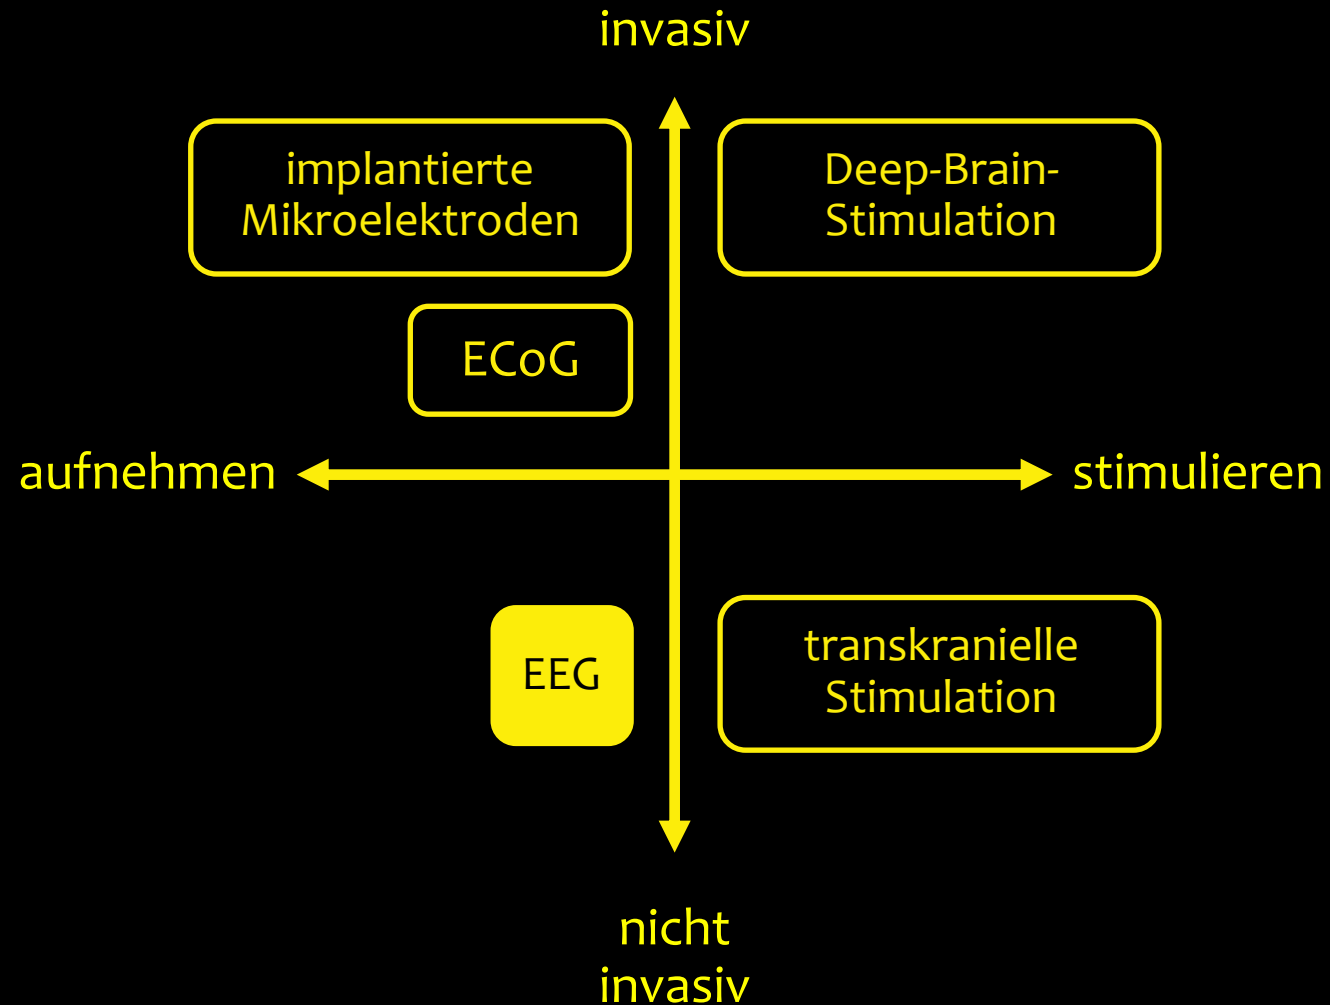 invasiv
implantierte
Mikroelektroden
Deep-Brain-
Stimulation
ECoG
aufnehmen
stimulieren
EEG
transkranielle
Stimulation
nicht
invasiv